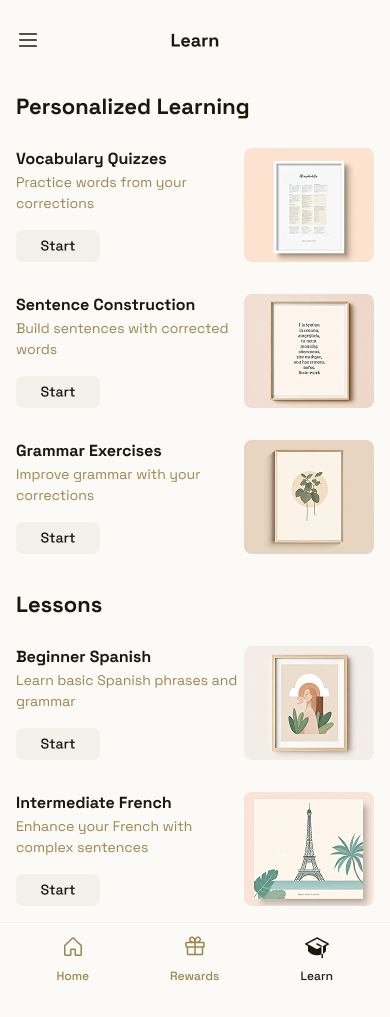 Learn
Personalized Learning
Vocabulary Quizzes
Practice words from your
corrections
Start
Sentence Construction
Build sentences with corrected
words
Start
Grammar Exercises
Improve grammar with your
corrections
Start
Lessons
Beginner Spanish
Learn basic Spanish phrases and
grammar
Start
Intermediate French
Enhance your French with
complex sentences
Start
Home
Rewards
Learn